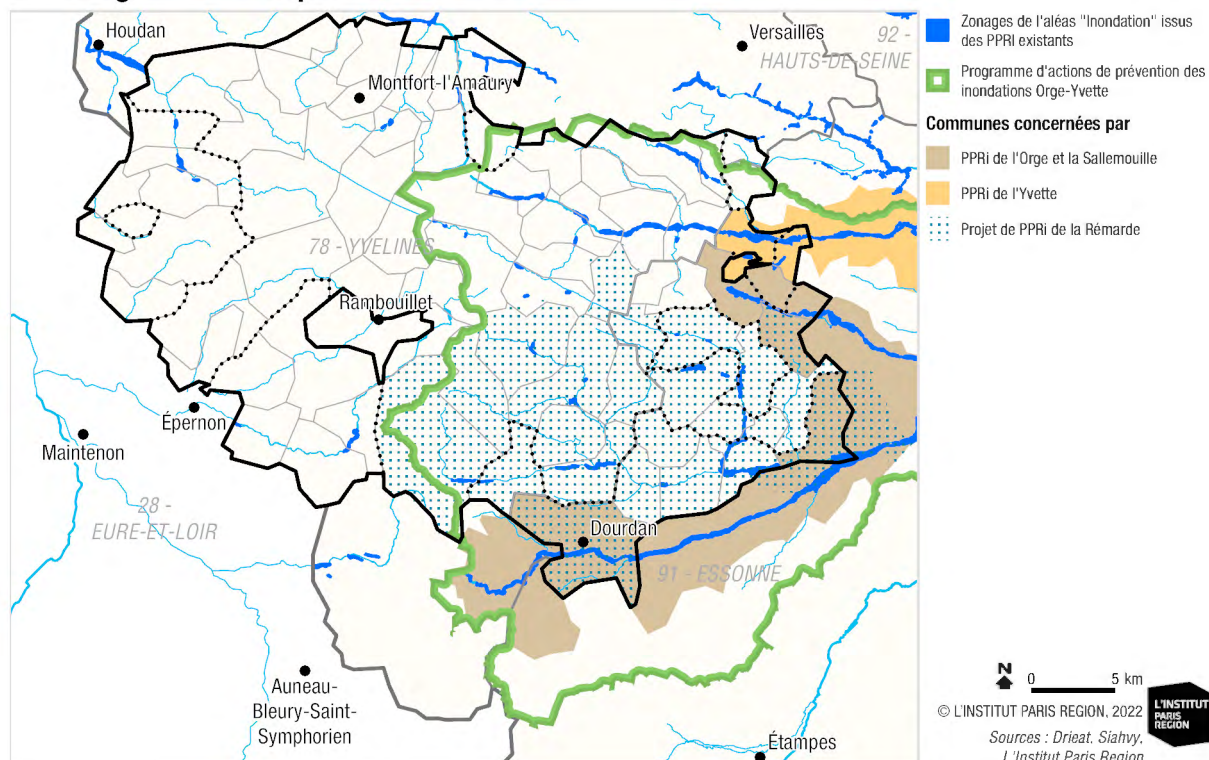 Houdan
Montfort-l'Amaury
Versailles
92 -
HAUTS-DE-SEINE
78 - YVELINES
Rambouillet
Épernon
Maintenon
28 -
EURE-ET-LOIR
Dourdan
91 - ESSONNE
Auneau-
Bleury-Saint-
Symphorien
Étampes
Zonages de l'aléas "Inondation" issus
des PPRI existants
Programme d'actions de prévention des
inondations Orge-Yvette
Communes concernées par
PPRi de l'Orge et la Sallemouille
PPRi de l'Yvette
Projet de PPRi de la Rémarde
N
0 5 km
© L'INSTITUT PARIS REGION, 2022
Sources : Drieat, Siahvy,
L'Institut Paris Region
L'INSTITUT
PARIS
REGION